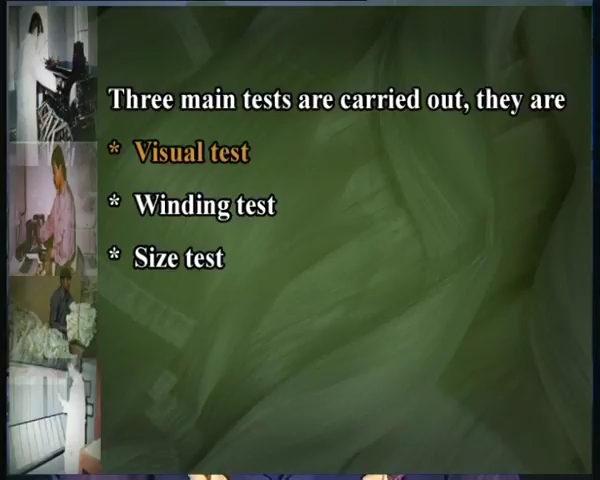 Three main tests are carried out, they are
* Visual test
* Winding test
* Size test